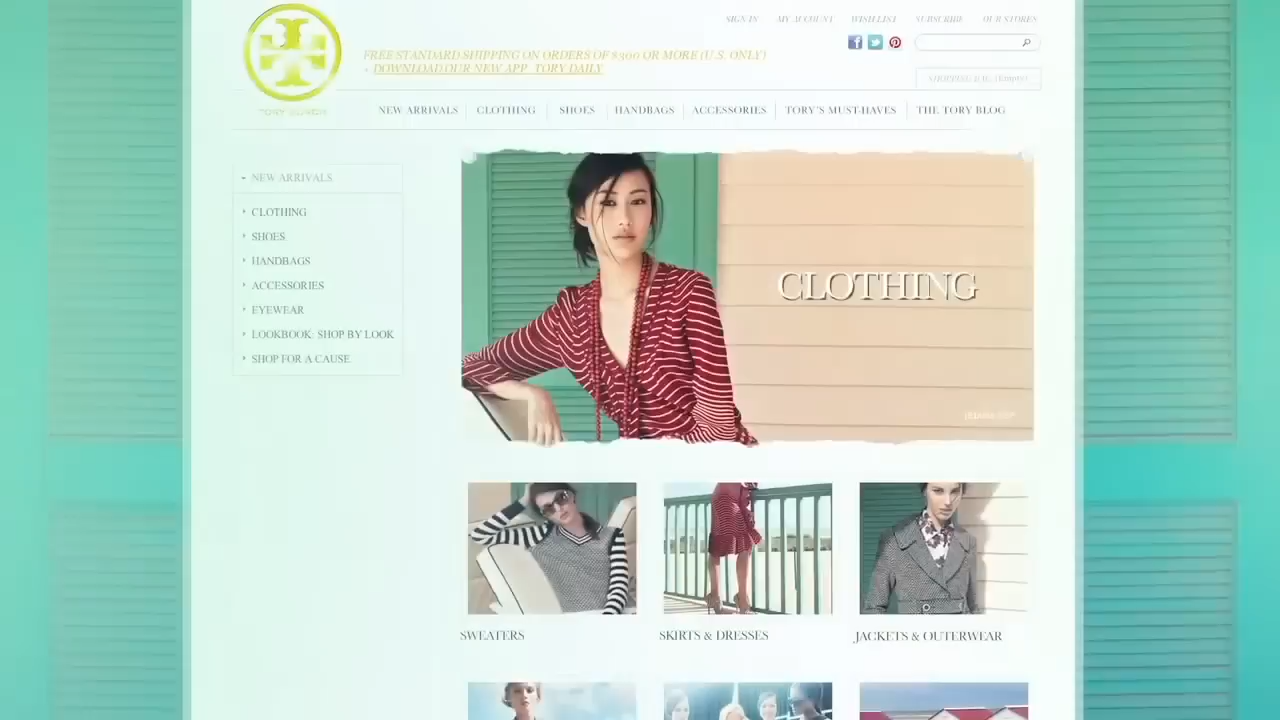 SIGN IN MY ACCOUNT WISH LIST SUBSCRIBE OUR STORES
FREE STANDARD SHIPPING ON ORDERS OF $300 OR MORE (U.S. ONLY)
DOWNLOAD OUR NEW APP TORY DAILY
TORY BURCH
NEW ARRIVALS CLOTHING SHOES HANDBAGS ACCESSORIES TORY'S MUST-HAVES THE TORY BLOG
NEW ARRIVALS
CLOTHING
SHOES
HANDBAGS
ACCESSORIES
EYEWEAR
LOOKBOOK: SHOP BY LOOK
SHOP FOR A CAUSE
CLOTHING
SWEATERS
SKIRTS & DRESSES
JACKETS & OUTERWEAR